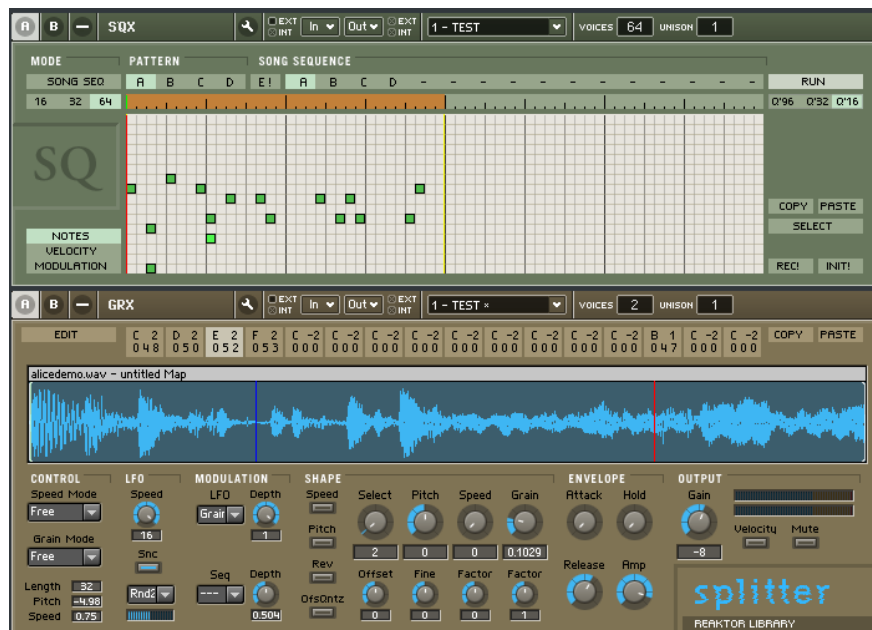 A B SQX EXT INT In Out EXT INT 1 - TEST VOICES 64 UNISON 1
MODE PATTERN SONG SEQUENCE
SONG SEQ A B C D E! A B C D - - - - - - - - - - - - RUN
16 32 64 Q'96 Q'32 Q'16
SQ
COPY PASTE
SELECT
NOTES
VELOCITY
MODULATION
REC! INIT!
A B GRX EXT INT In Out EXT INT 1 - TEST × VOICES 2 UNISON 1
EDIT C 2 D 2 E 2 F 2 C -2 C -2 C -2 C -2 C -2 C -2 C -2 C -2 C -2 B 1 C -2 C -2 COPY PASTE
048 050 052 053 000 000 000 000 000 000 000 000 000 047 000 000
alicedemo.wav - untitled Map
CONTROL LFO MODULATION SHAPE ENVELOPE OUTPUT
Speed Mode Speed LFO Depth Speed Select Pitch Speed Grain Attack Hold Gain
Free Grain
16 1 Pitch 2 0 0 0.1029 Velocity Mute
Grain Mode Snc -8
Free Rev
Seq Depth Offset Fine Factor Factor Release Amp
Length 32 Rnd2 --- OfsQntz
Pitch -4.98
Speed 0.75 0.504 0 0 0 1
splitter
REAKTOR LIBRARY